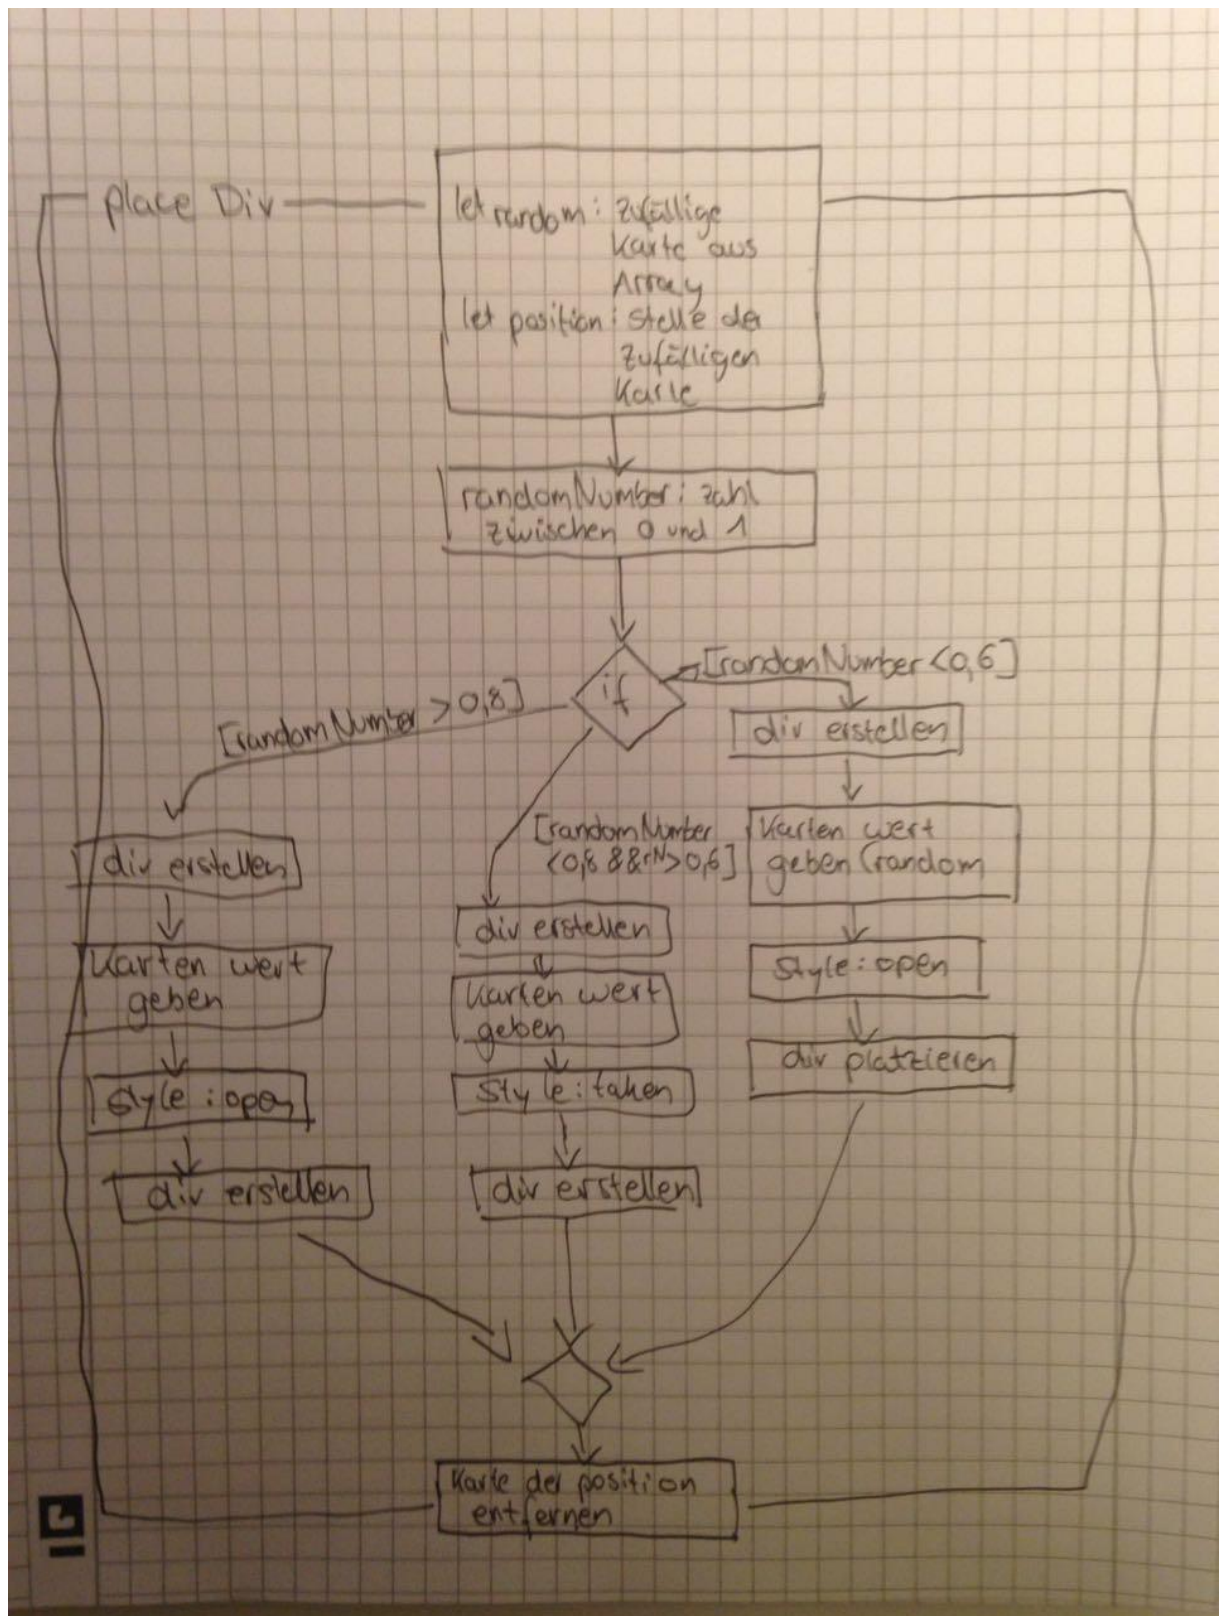 place Div
let random : Zufällige
Karte aus
Array
let position : Stelle der
Zufälligen
Karte
randomNumber : zahl
zwischen 0 und 1
if
[randomNumber <0,6]
[randomNumber >0,8]
[randomNumber
<0,8 && rN>0,6]
div erstellen
Karten wert
geben (random
Style : open
div platzieren
div erstellen
Karten wert
geben
Style : taken
div erstellen
div erstellen
Karten wert
geben
Style : open
div erstellen
Karte der position
entfernen